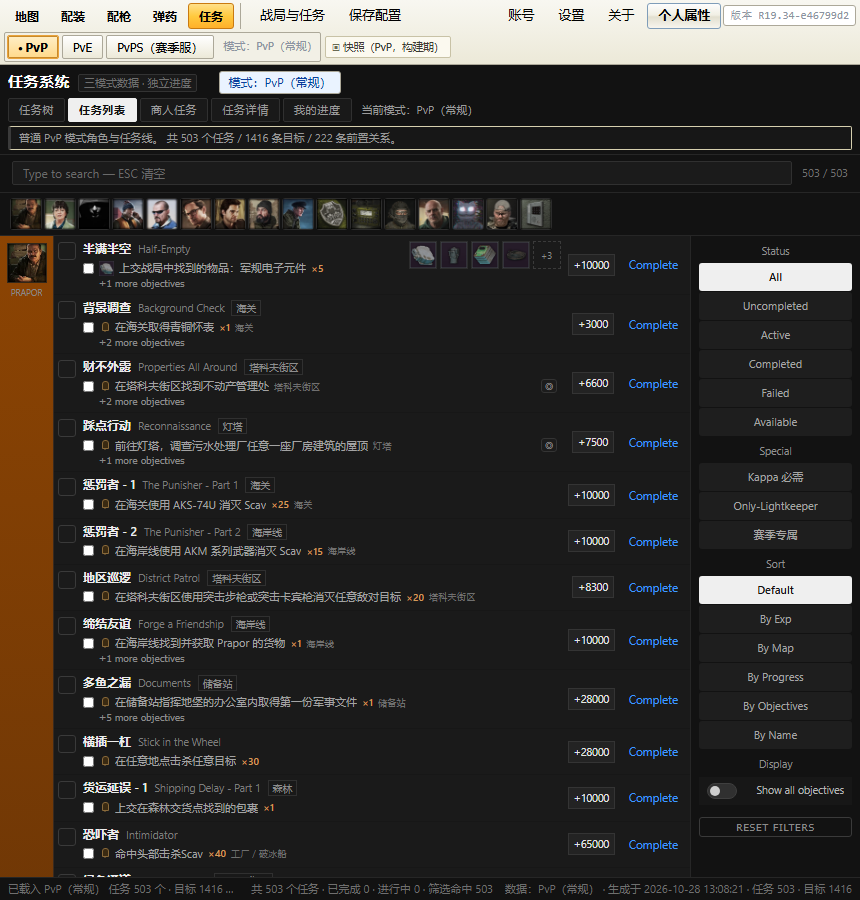 地图 配装 配枪 弹药 任务 战局与任务 保存配置 账号 设置 关于 个人属性 版本 R19.34-e46799d2
• PvP PvE PvPS（赛季服） 模式：PvP（常规） 快照（PvP，构建期）
任务系统 三模式数据 · 独立进度 模式：PvP（常规）
任务树 任务列表 商人任务 任务详情 我的进度 当前模式：PvP（常规）
普通 PvP 模式角色与任务线。 共 503 个任务 / 1416 条目标 / 222 条前置关系。
Type to search — ESC 清空 503 / 503
PRAPOR
半满半空 Half-Empty
上交战局中找到的物品：军规电子元件 ×5
+1 more objectives
+3 +10000 Complete
背景调查 Background Check 海关
在海关取得青铜怀表 ×1 海关
+2 more objectives
+3000 Complete
财不外露 Properties All Around 塔科夫街区
在塔科夫街区找到不动产管理处 塔科夫街区
+2 more objectives
+6600 Complete
踩点行动 Reconnaissance 灯塔
前往灯塔，调查污水处理厂任意一座厂房建筑的屋顶 灯塔
+1 more objectives
+7500 Complete
惩罚者 - 1 The Punisher - Part 1 海关
在海关使用 AKS-74U 消灭 Scav ×25 海关
+10000 Complete
惩罚者 - 2 The Punisher - Part 2 海岸线
在海岸线使用 AKM 系列武器消灭 Scav ×15 海岸线
+10000 Complete
地区巡逻 District Patrol 塔科夫街区
在塔科夫街区使用突击步枪或突击卡宾枪消灭任意敌对目标 ×20 塔科夫街区
+8300 Complete
缔结友谊 Forge a Friendship 海岸线
在海岸线找到并获取 Prapor 的货物 ×1 海岸线
+1 more objectives
+10000 Complete
多鱼之漏 Documents 储备站
在储备站指挥地堡的办公室内取得第一份军事文件 ×1 储备站
+5 more objectives
+28000 Complete
横插一杠 Stick in the Wheel
在任意地点击杀任意目标 ×30
+28000 Complete
货运延误 - 1 Shipping Delay - Part 1 森林
上交在森林交货点找到的包裹 ×1
+10000 Complete
恐吓者 Intimidator
命中头部击杀Scav ×40 工厂 / 破冰船
+65000 Complete
Status
All
Uncompleted
Active
Completed
Failed
Available
Special
Kappa 必需
Only-Lightkeeper
赛季专属
Sort
Default
By Exp
By Map
By Progress
By Objectives
By Name
Display
Show all objectives
RESET FILTERS
已载入 PvP（常规） 任务 503 个 · 目标 1416 ... 共 503 个任务 · 已完成 0 · 进行中 0 · 筛选命中 503 数据：PvP（常规） · 生成于 2026-10-28 13:08:21 · 任务 503 · 目标 1416